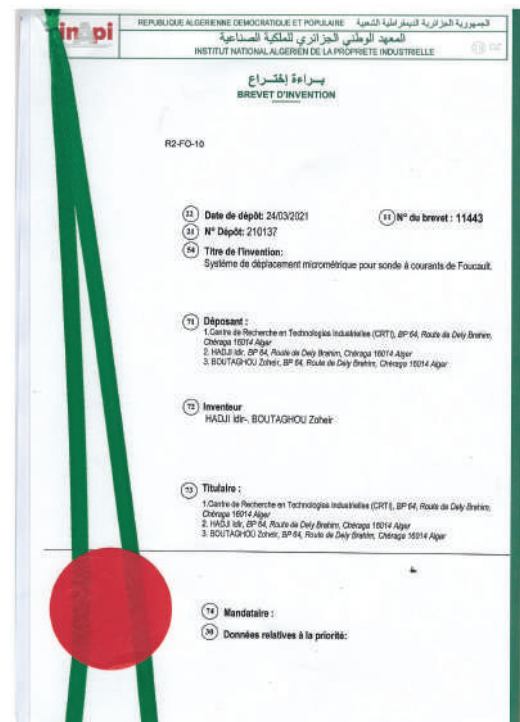 inapi
REPUBLIQUE ALGERIENNE DEMOCRATIQUE ET POPULAIRE الجمهورية الجزائرية الديمقراطية الشعبية
المعهد الوطني الجزائري للملكية الصناعية
INSTITUT NATIONAL ALGERIEN DE LA PROPRIETE INDUSTRIELLE
بــراءة إختــراع
BREVET D'INVENTION
R2-FO-10
(22) Date de dépôt: 24/03/2021 (11) N° du brevet : 11443
(21) N° Dépôt: 210137
(54) Titre de l'invention:
Système de déplacement micrométrique pour sonde à courants de Foucault.
(71) Déposant :
1.Centre de Recherche en Technologies Industrielles (CRTI), BP 64, Route de Dely Brahim,
Chéraga 16014 Alger
2. HADJI Idir, BP 64, Route de Dely Brahim, Chéraga 16014 Alger
3. BOUTAGHOU Zoheir, BP 64, Route de Dely Brahim, Chéraga 16014 Alger
(72) Inventeur
HADJI Idir-, BOUTAGHOU Zoheir
(73) Titulaire :
1.Centre de Recherche en Technologies Industrielles (CRTI), BP 64, Route de Dely Brahim,
Chéraga 16014 Alger
2. HADJI Idir, BP 64, Route de Dely Brahim, Chéraga 16014 Alger
3. BOUTAGHOU Zoheir, BP 64, Route de Dely Brahim, Chéraga 16014 Alger
(74) Mandataire :
(30) Données relatives à la priorité: